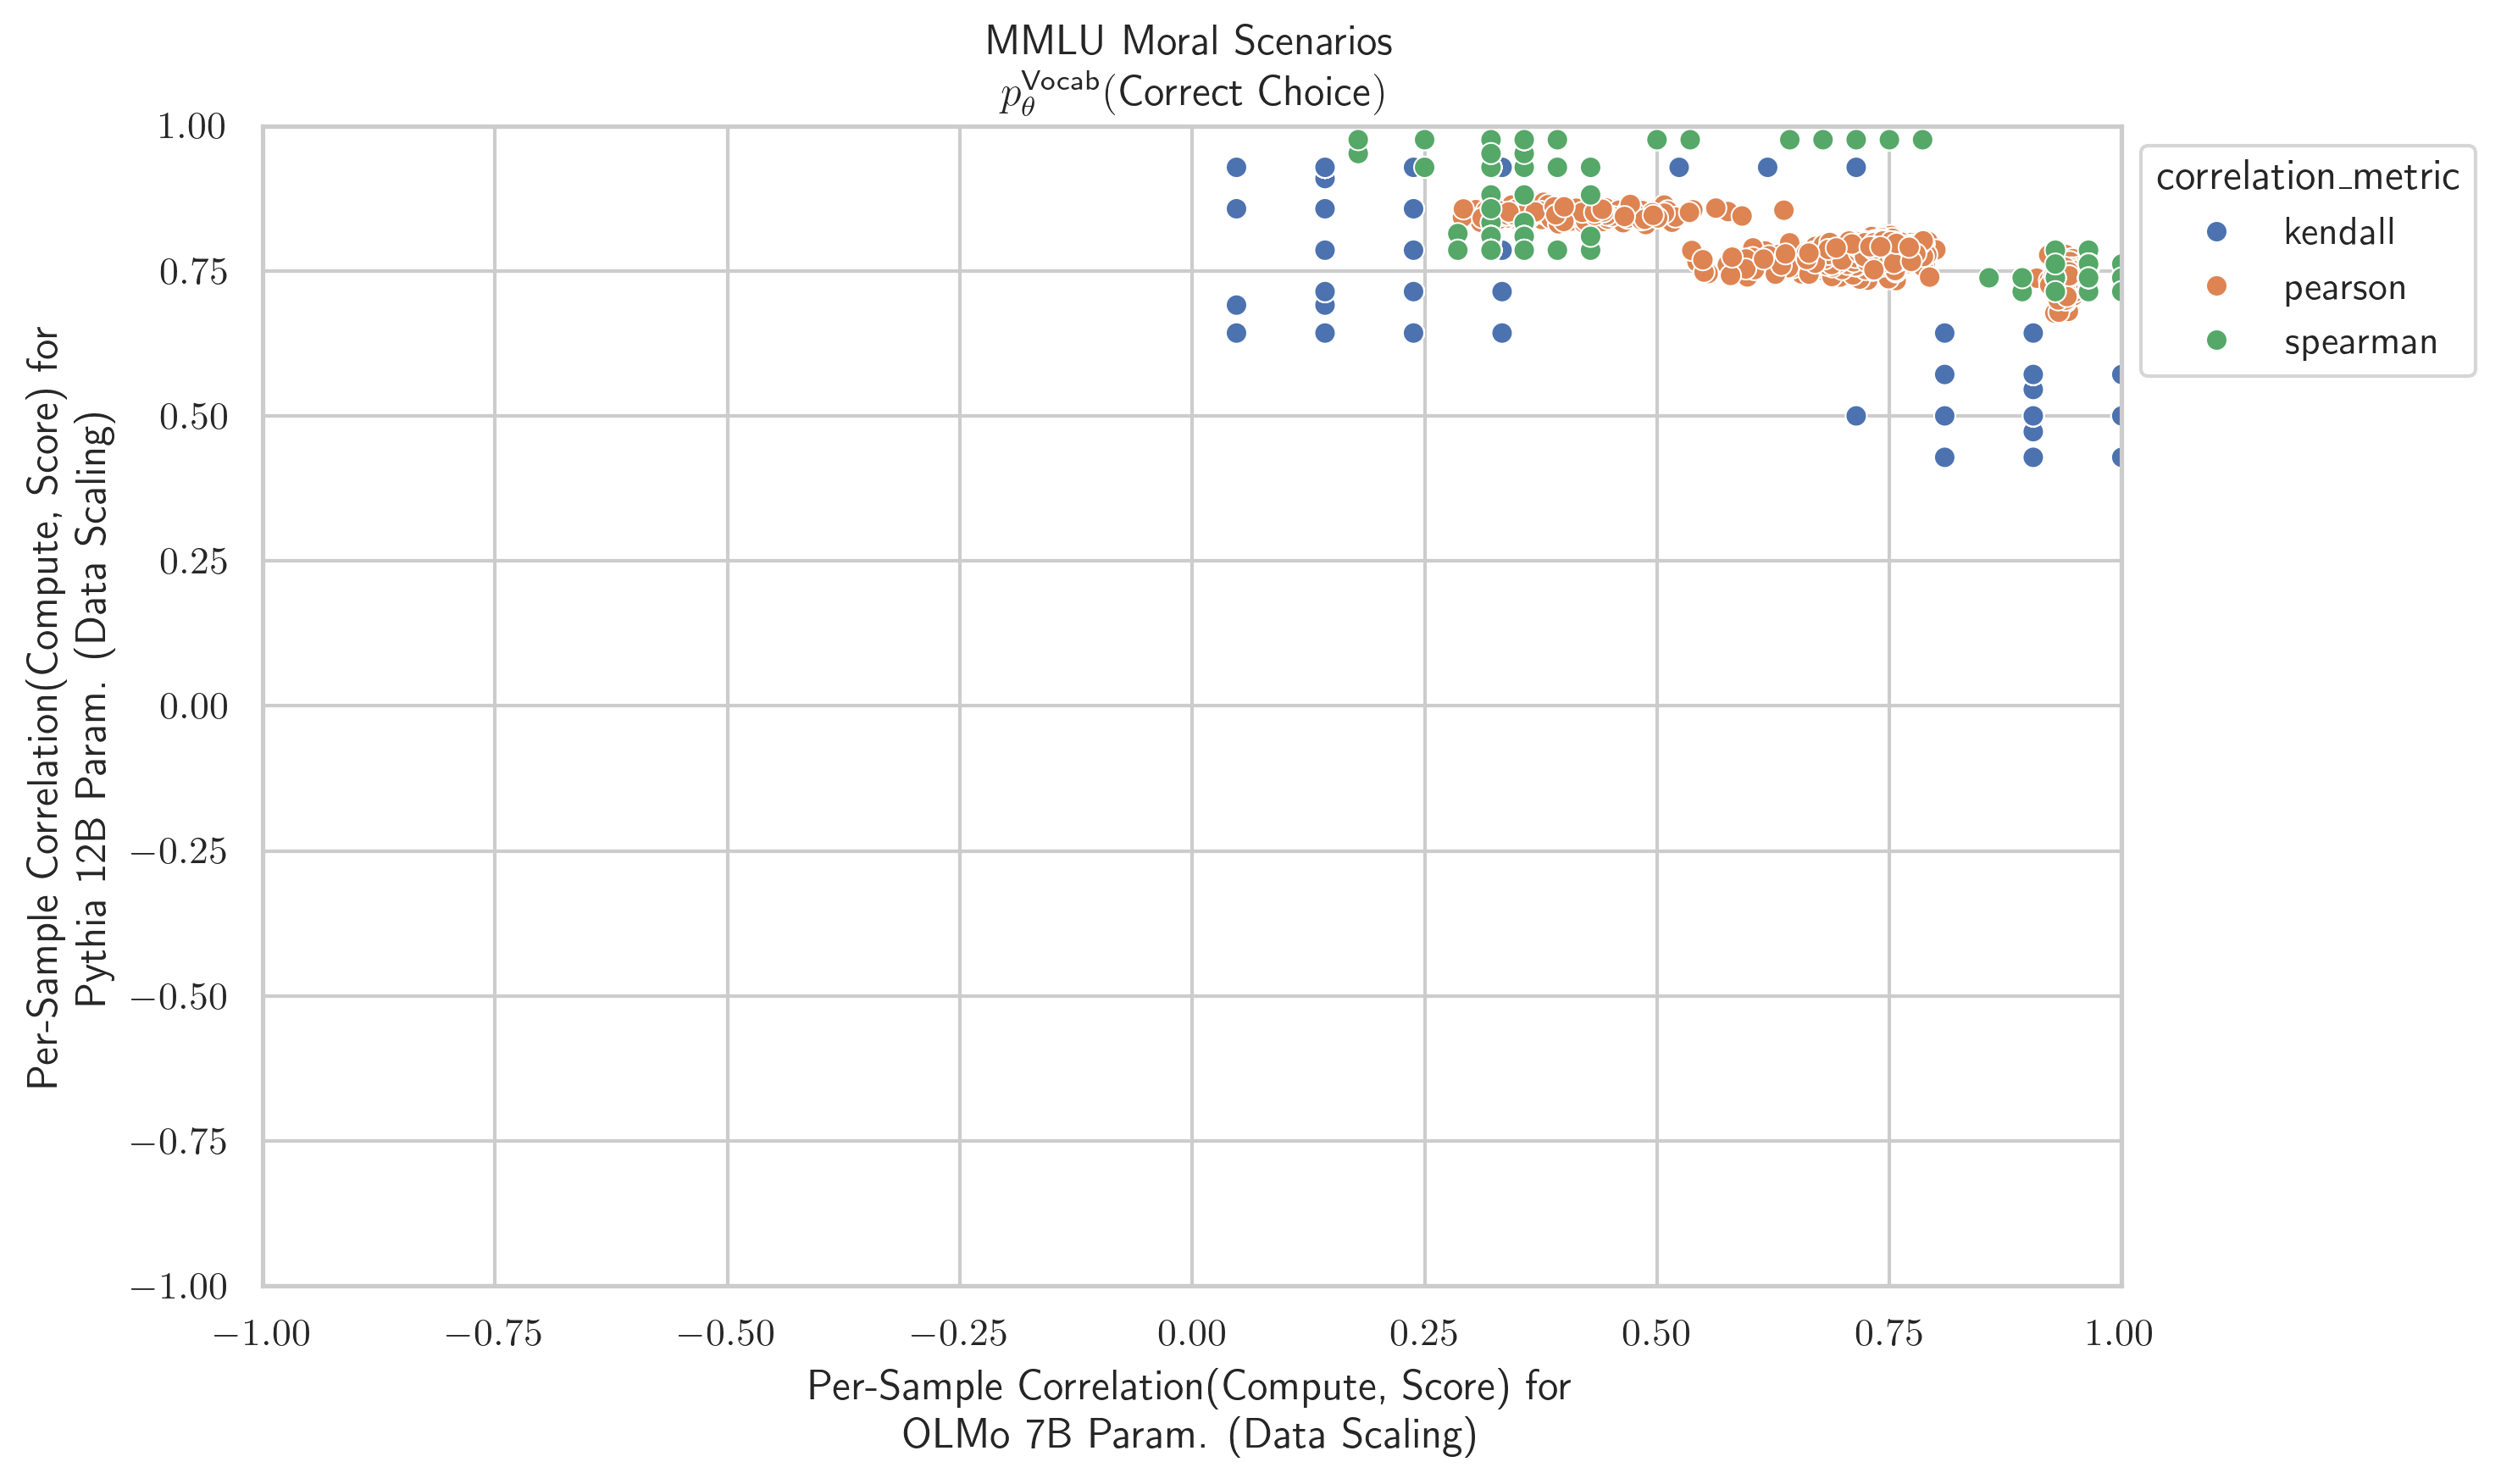 MMLU Moral Scenarios
p_θ^Vocab(Correct Choice)
1.00
0.75
0.50
0.25
0.00
−0.25
−0.50
−0.75
−1.00
Per-Sample Correlation(Compute, Score) for
Pythia 12B Param. (Data Scaling)
correlation_metric
kendall
pearson
spearman
−1.00
−0.75
−0.50
−0.25
0.00
0.25
0.50
0.75
1.00
Per-Sample Correlation(Compute, Score) for
OLMo 7B Param. (Data Scaling)